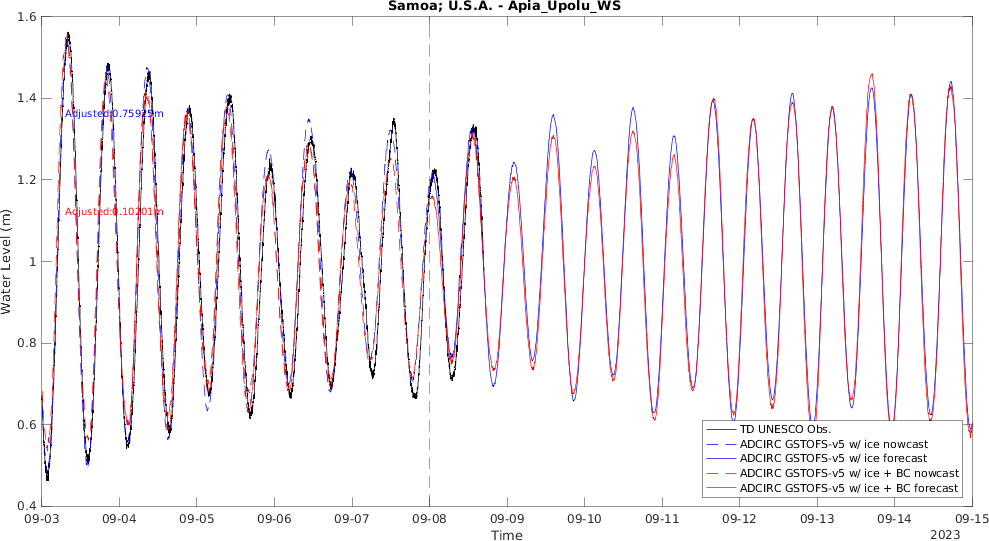 Samoa; U.S.A. - Apia_Upolu_WS
1.6
1.4
1.2
1
0.8
0.6
0.4
Water Level (m)
Adjusted:0.75925m
Adjusted:0.10201m
TD UNESCO Obs.
ADCIRC GSTOFS-v5 w/ ice nowcast
ADCIRC GSTOFS-v5 w/ ice forecast
ADCIRC GSTOFS-v5 w/ ice + BC nowcast
ADCIRC GSTOFS-v5 w/ ice + BC forecast
09-03 09-04 09-05 09-06 09-07 09-08 09-09 09-10 09-11 09-12 09-13 09-14 09-15
Time
2023